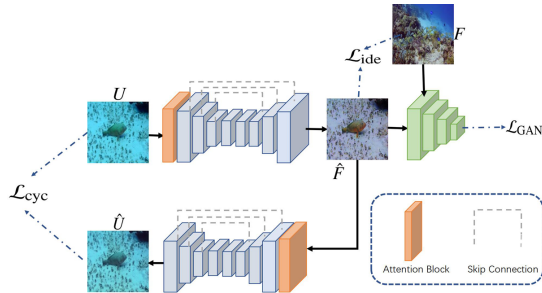 F
𝓛ide
U
𝓛GAN
F̂
𝓛cyc
Û
Attention Block
Skip Connection